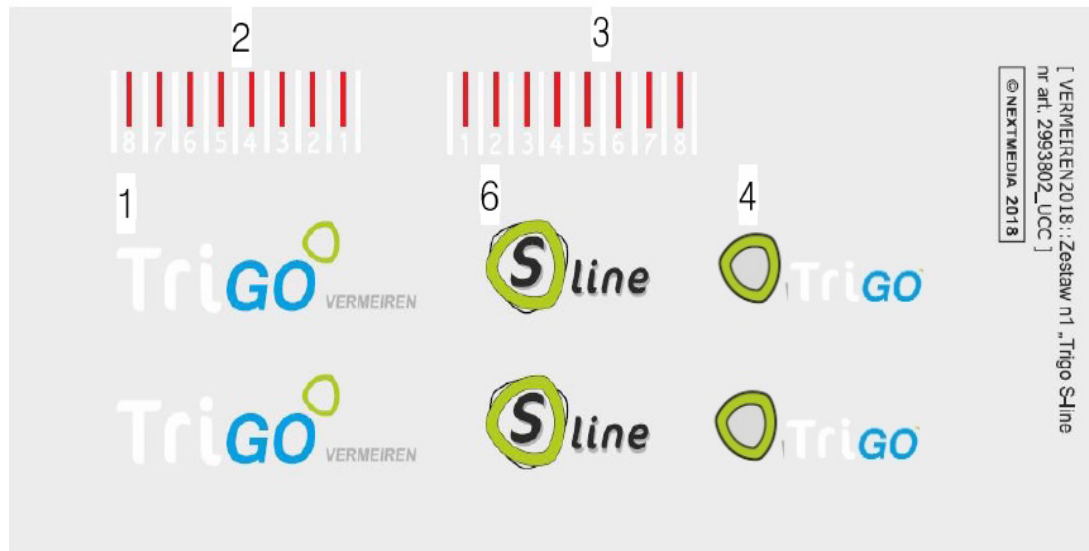 2
3
8 7 6 5 4 3 2 1
1 2 3 4 5 6 7 8
1
6
4
TriGO
VERMEIREN
S line
TriGO
TriGO
VERMEIREN
S line
TriGO
[ VERMEIREN2018::Zestaw n1 „Trigo S-line
nr art. 2993802_UCC ]
© NEXTMEDIA 2018